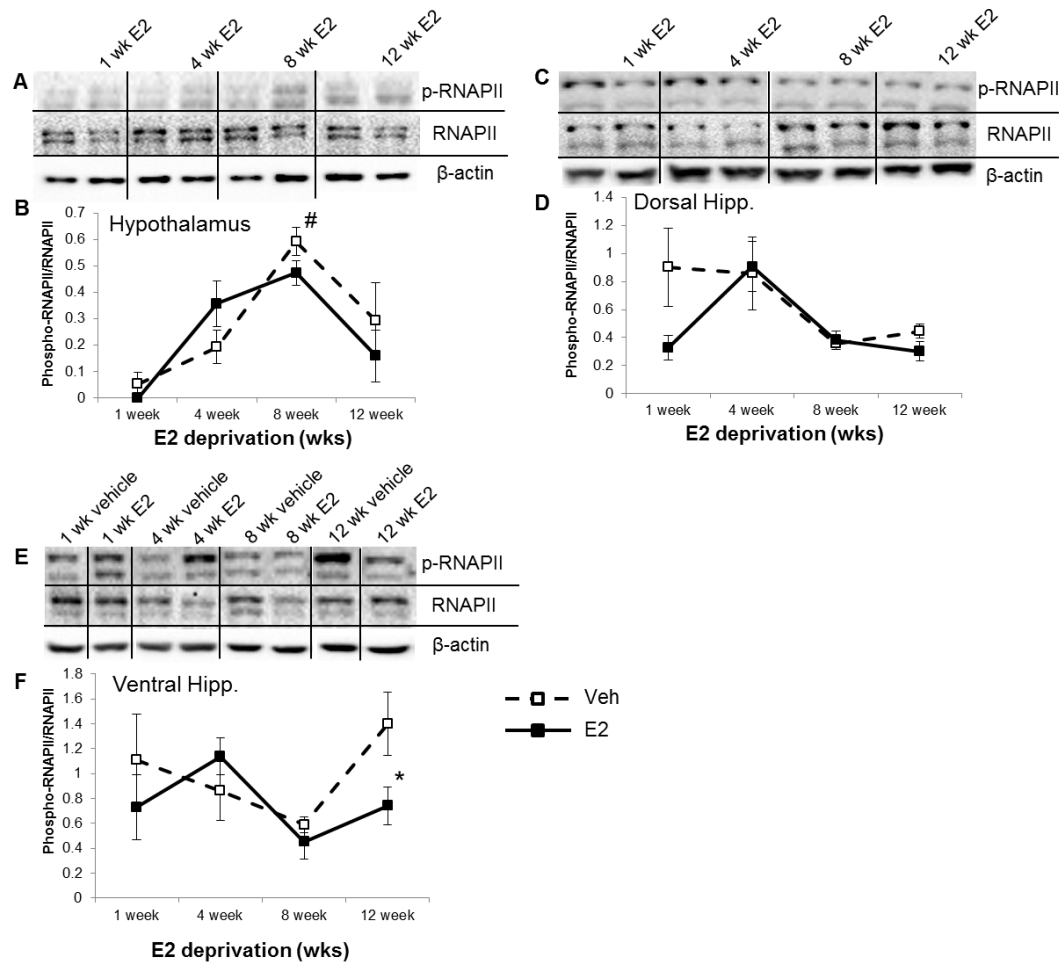 1 wk E2
4 wk E2
8 wk E2
12 wk E2
A
p-RNAPII
RNAPII
β-actin
B
Hypothalamus
#
Phospho-RNAPII/RNAPII
0.7
0.6
0.5
0.4
0.3
0.2
0.1
0
1 week
4 week
8 week
12 week
E2 deprivation (wks)
1 wk E2
4 wk E2
8 wk E2
12 wk E2
C
p-RNAPII
RNAPII
β-actin
D
Dorsal Hipp.
Phospho-RNAPII/RNAPII
1.4
1.2
1
0.8
0.6
0.4
0.2
0
1 week
4 week
8 week
12 week
E2 deprivation (wks)
1 wk vehicle
1 wk E2
4 wk vehicle
4 wk E2
8 wk vehicle
8 wk E2
12 wk vehicle
12 wk E2
E
p-RNAPII
RNAPII
β-actin
F
Ventral Hipp.
Phospho-RNAPII/RNAPII
1.8
1.6
1.4
1.2
1
0.8
0.6
0.4
0.2
0
*
1 week
4 week
8 week
12 week
E2 deprivation (wks)
Veh
E2